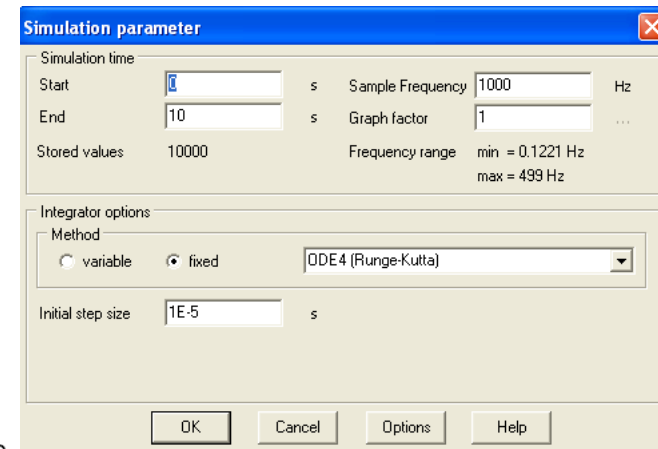 Simulation parameter
Simulation time
Start 0 s Sample Frequency 1000 Hz
End 10 s Graph factor 1 ...
Stored values 10000 Frequency range min = 0.1221 Hz
max = 499 Hz
Integrator options
Method
variable fixed ODE4 (Runge-Kutta)
Initial step size 1E-5 s
OK Cancel Options Help